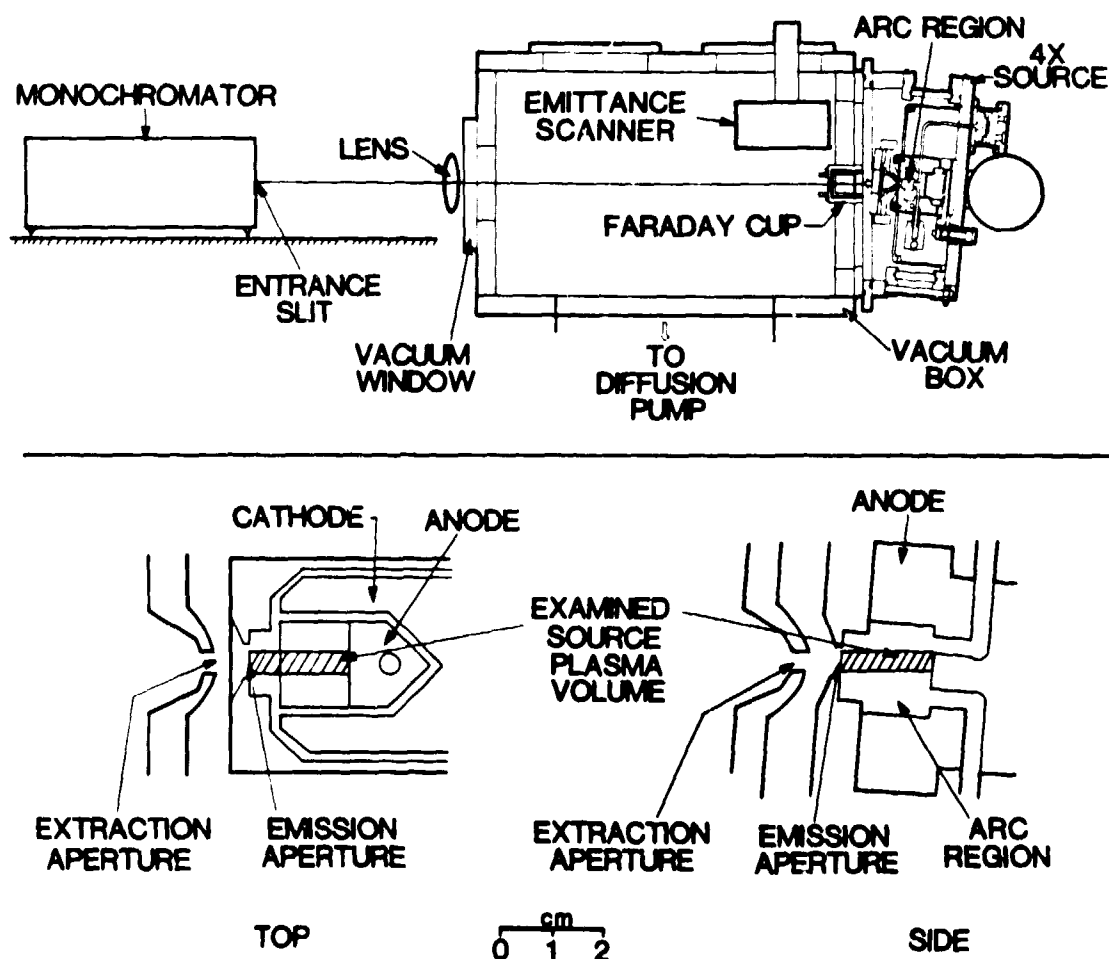 ARC REGION
4X
SOURCE
MONOCHROMATOR
EMITTANCE
SCANNER
LENS
FARADAY CUP
ENTRANCE
SLIT
VACUUM
WINDOW
TO
DIFFUSION
PUMP
VACUUM
BOX
CATHODE
ANODE
ANODE
EXAMINED
SOURCE
PLASMA
VOLUME
EXTRACTION
APERTURE
EMISSION
APERTURE
EXTRACTION
APERTURE
EMISSION
APERTURE
ARC
REGION
TOP
cm
0 1 2
SIDE